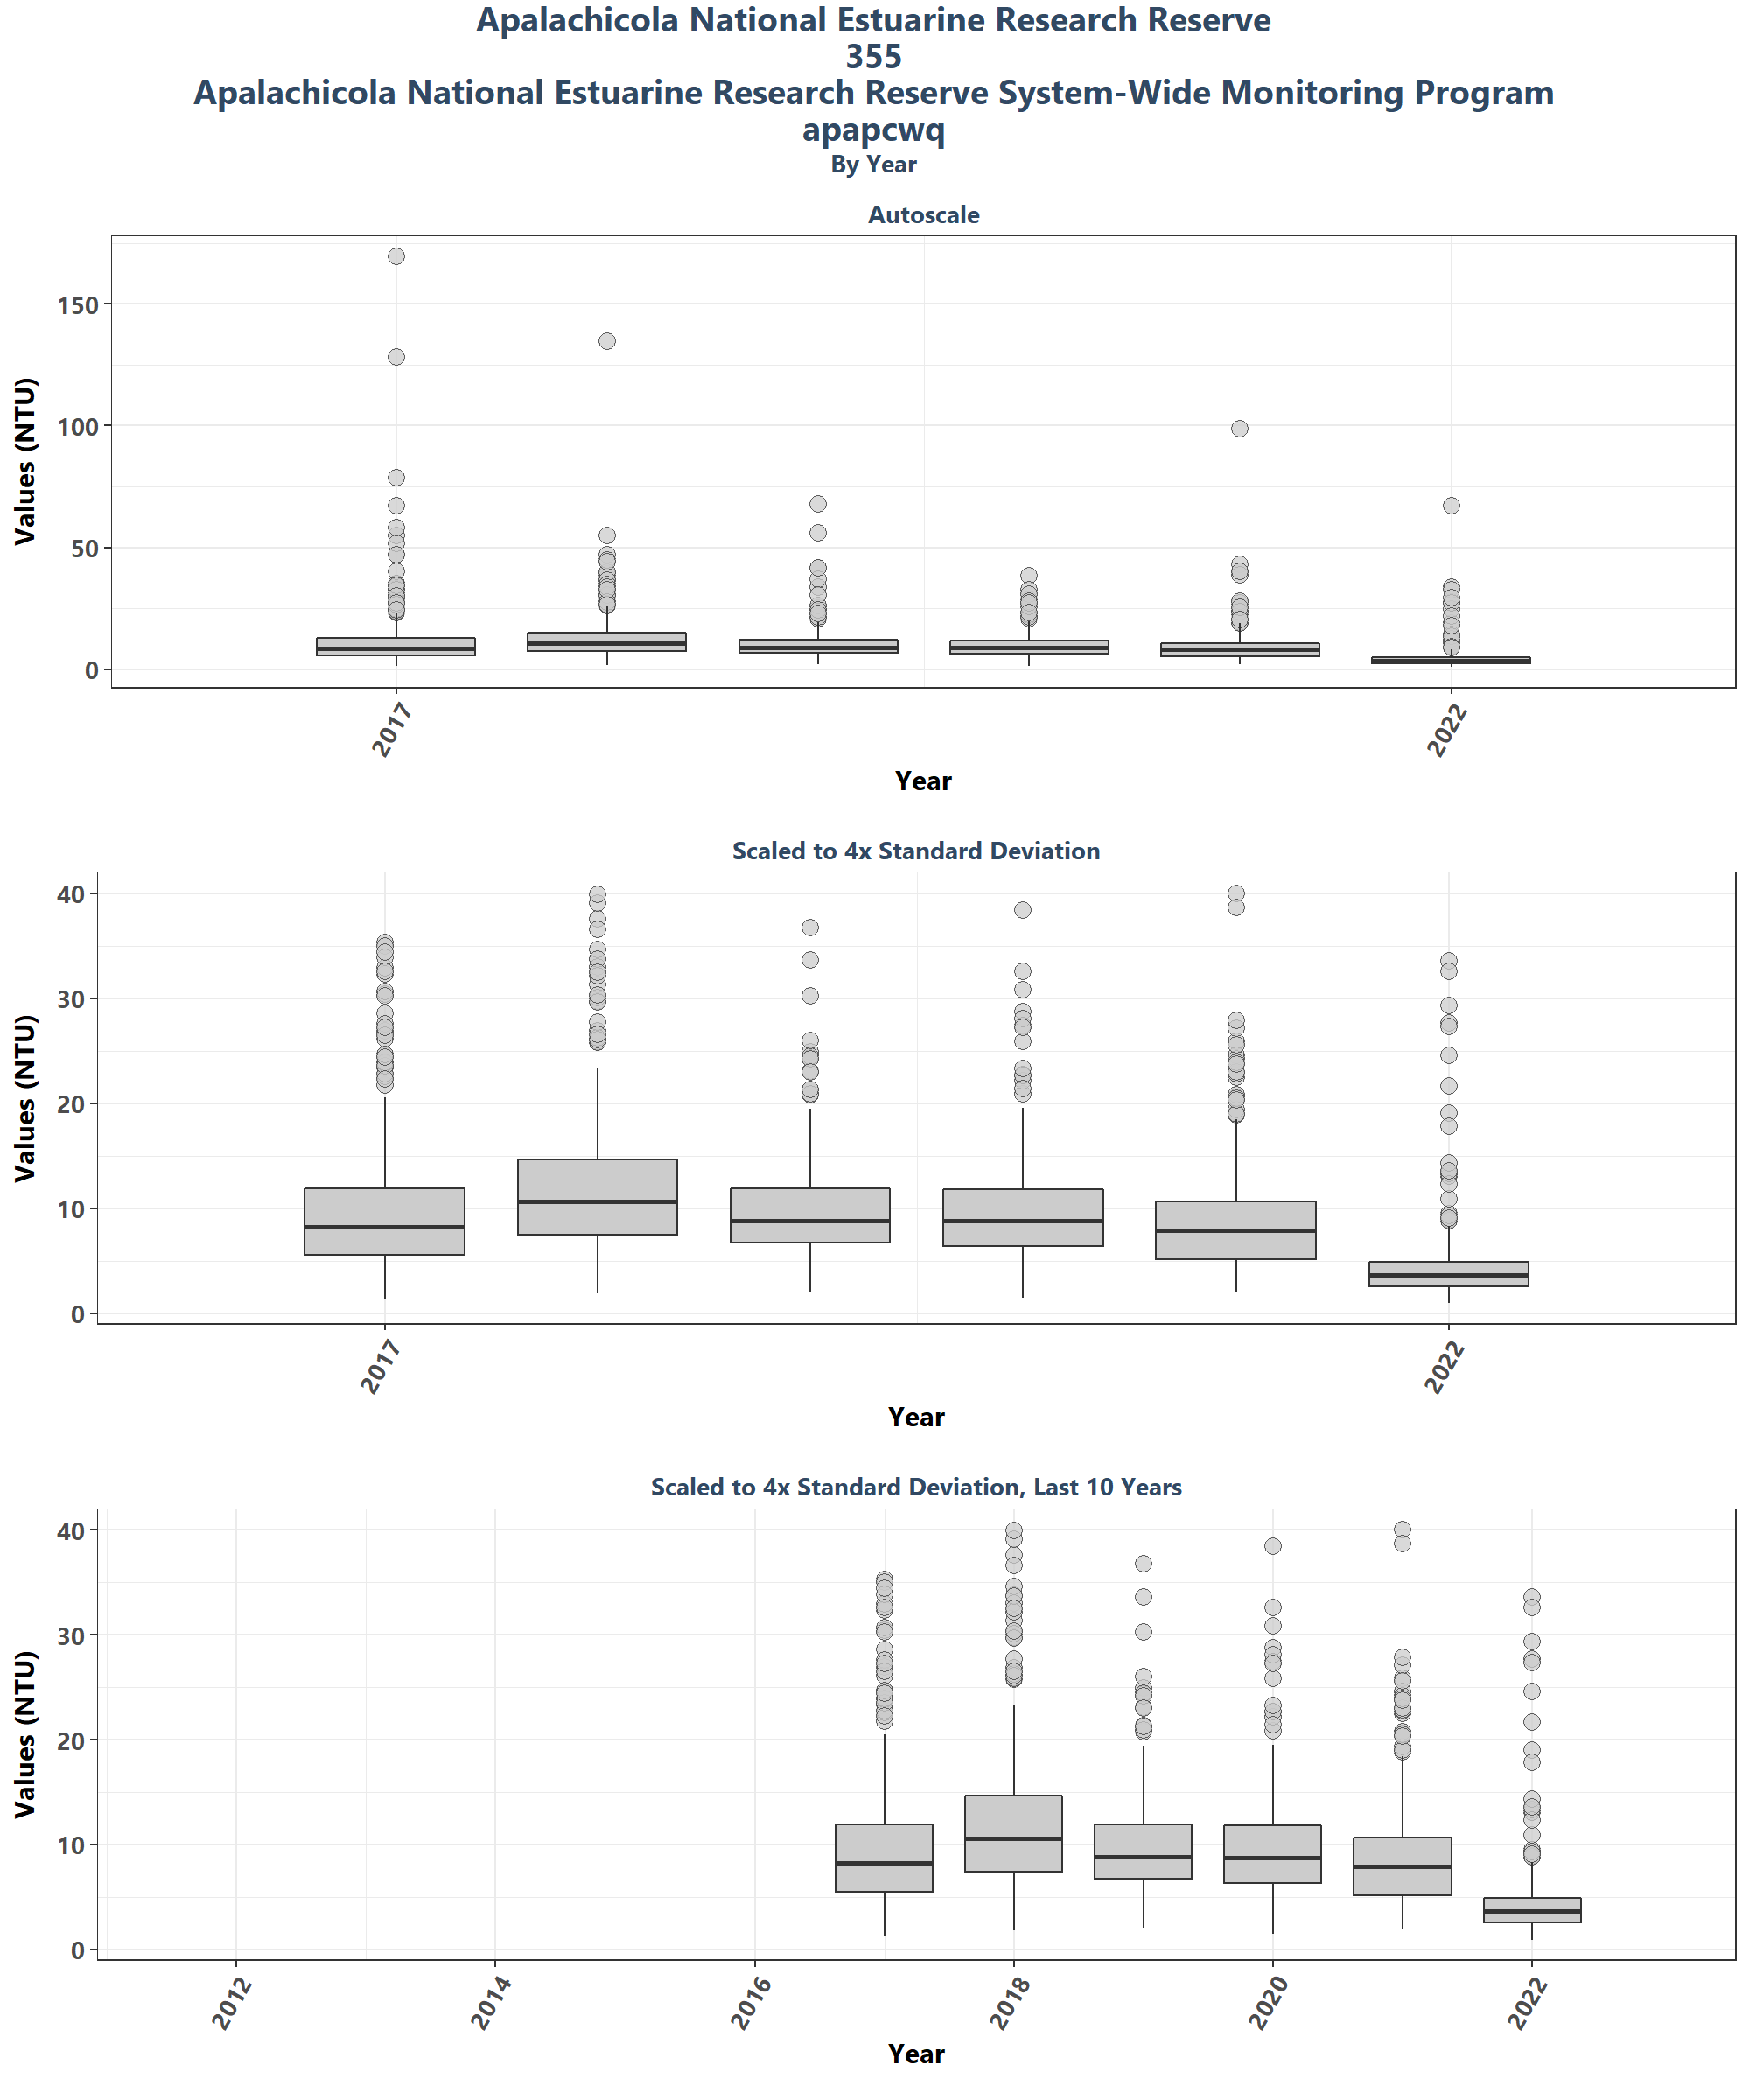 Apalachicola National Estuarine Research Reserve
355
Apalachicola National Estuarine Research Reserve System-Wide Monitoring Program
apapcwq
By Year
Autoscale
Values (NTU)
150
100
50
0
2017
2022
Year
Scaled to 4x Standard Deviation
Values (NTU)
40
30
20
10
0
2017
2022
Year
Scaled to 4x Standard Deviation, Last 10 Years
Values (NTU)
40
30
20
10
0
2012
2014
2016
2018
2020
2022
Year